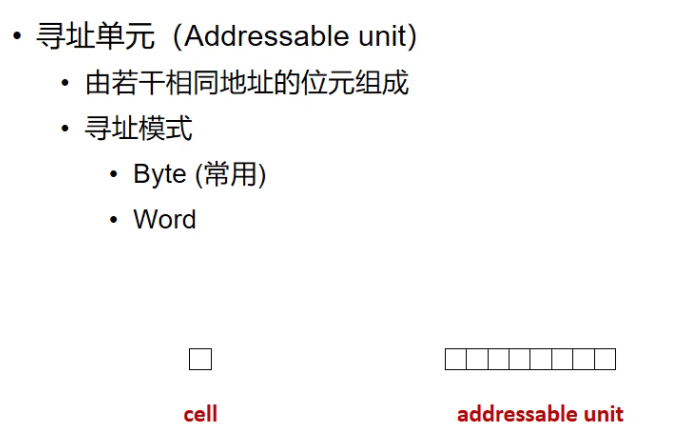 • 寻址单元（Addressable unit）
• 由若干相同地址的位元组成
• 寻址模式
• Byte (常用)
• Word
cell
addressable unit